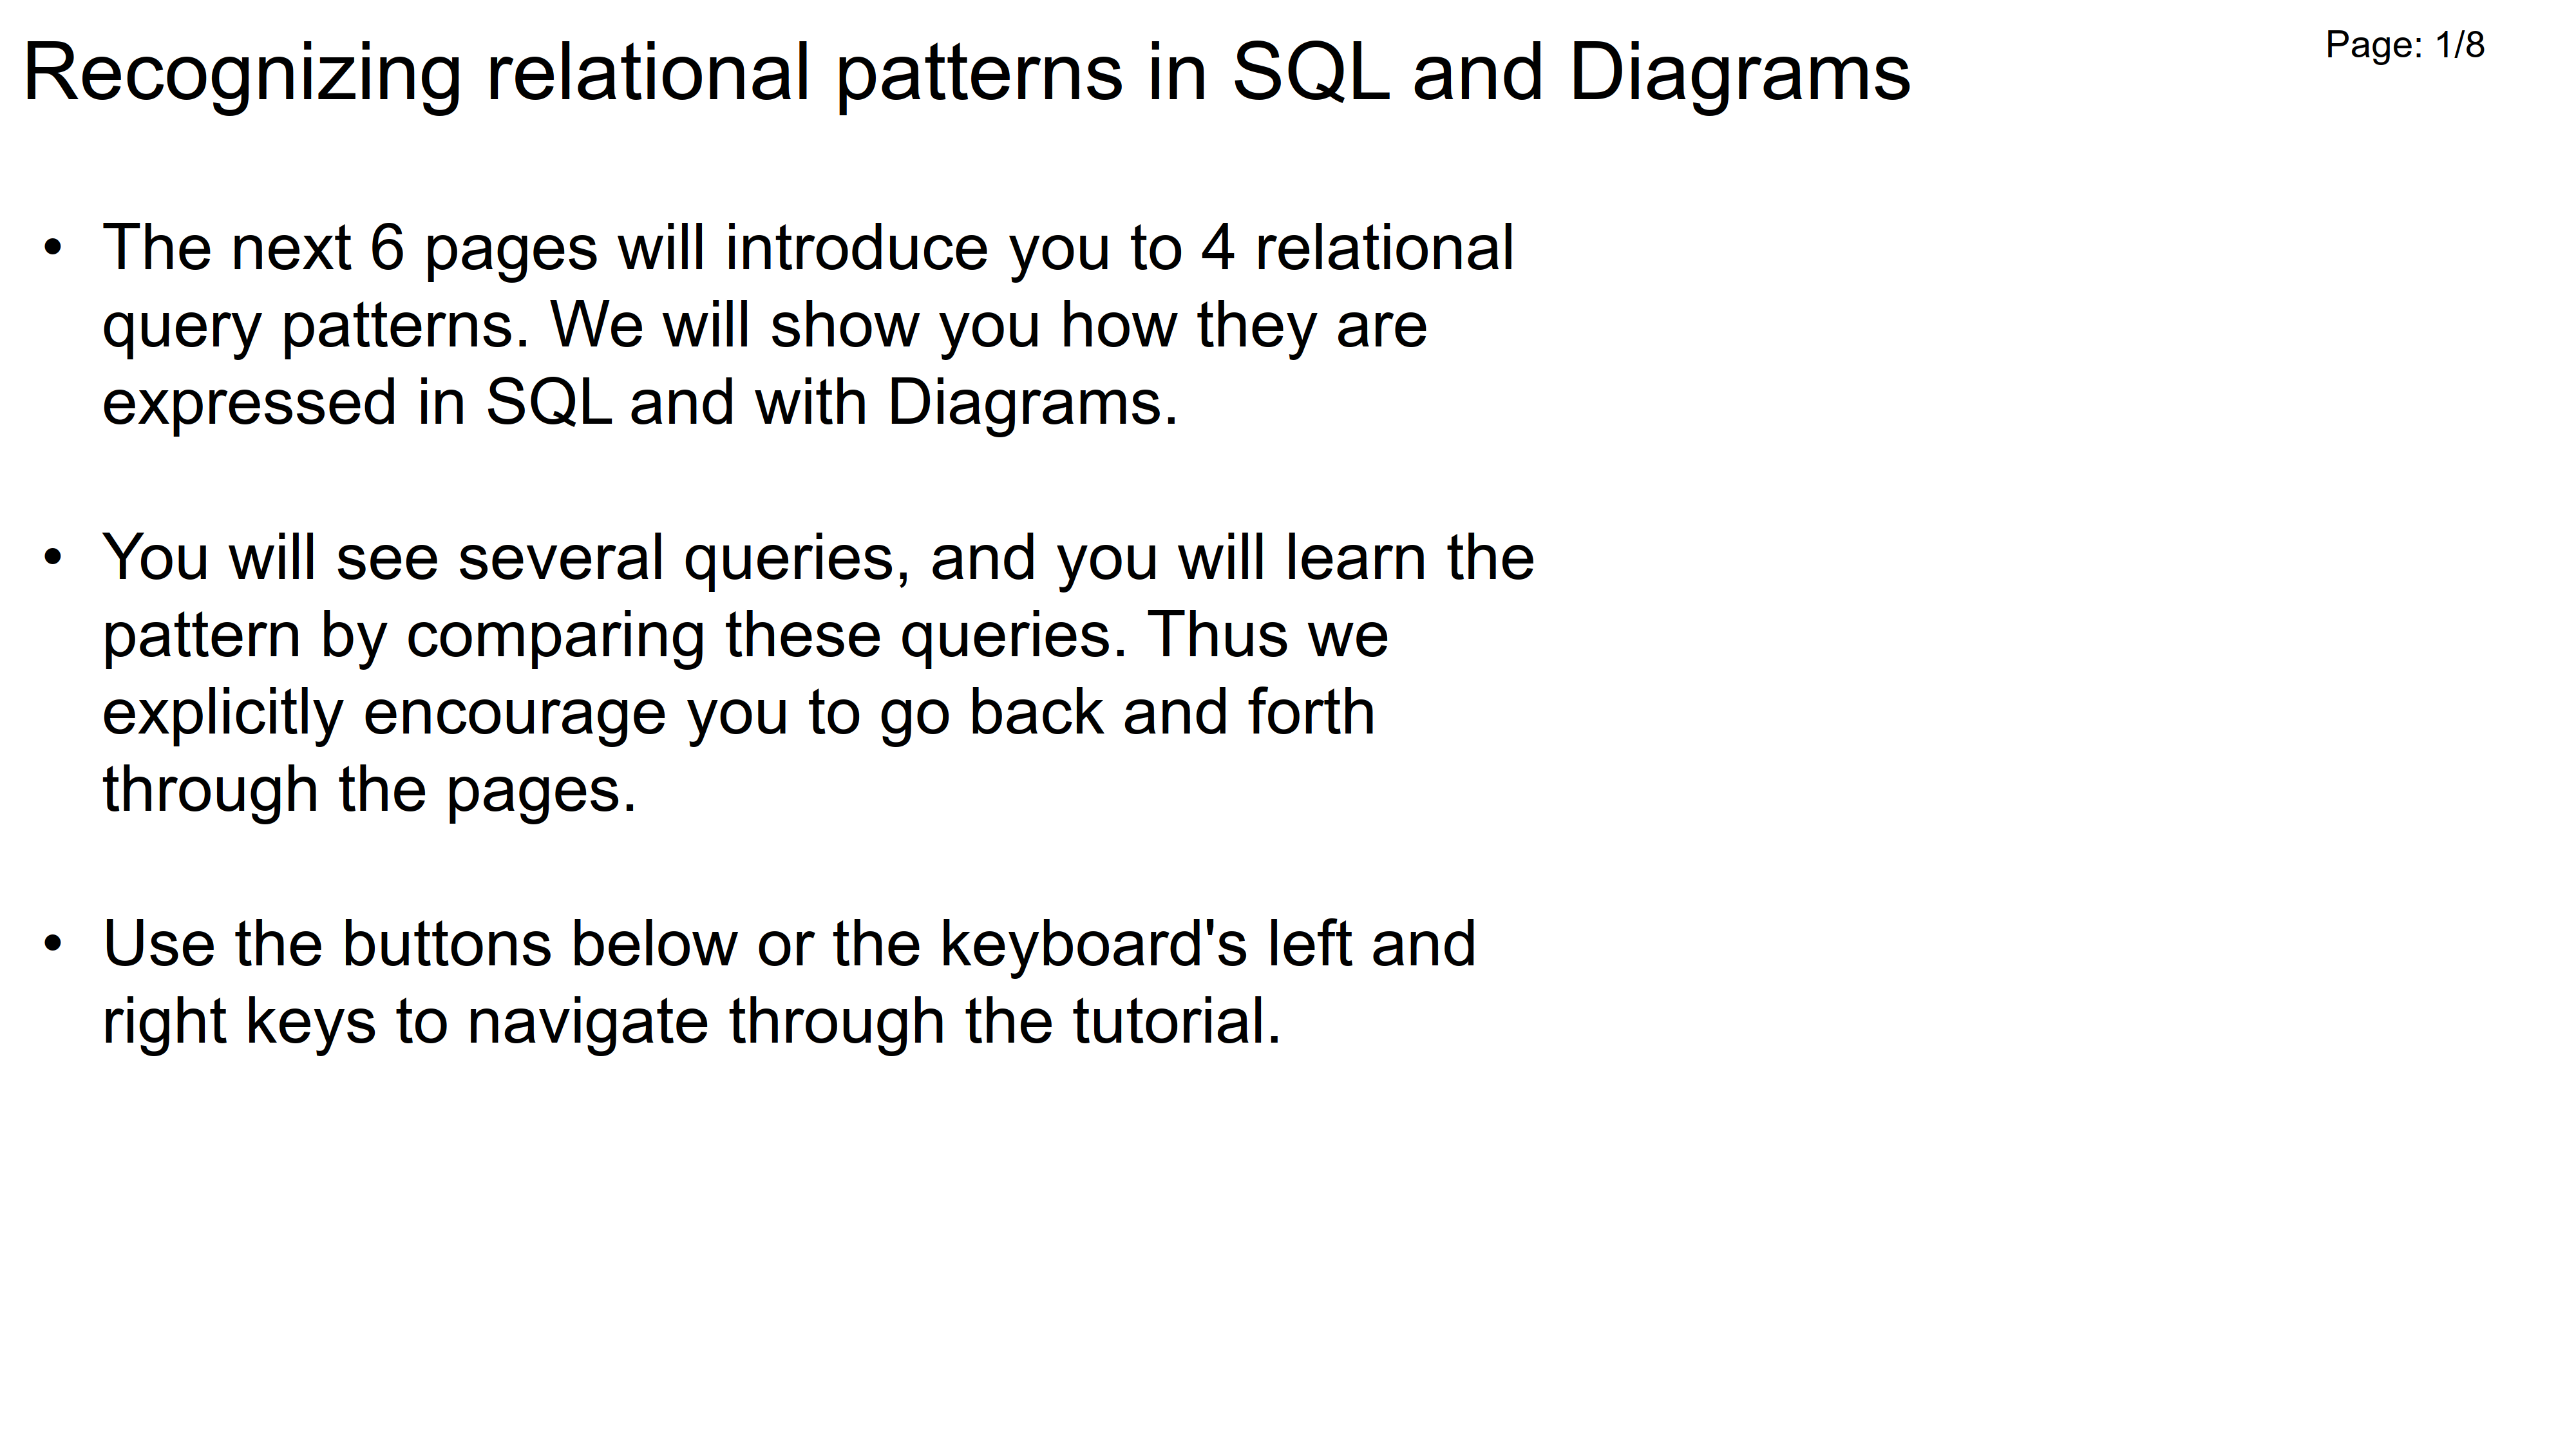 Recognizing relational patterns in SQL and Diagrams
Page: 1/8
• The next 6 pages will introduce you to 4 relational
query patterns. We will show you how they are
expressed in SQL and with Diagrams.
• You will see several queries, and you will learn the
pattern by comparing these queries. Thus we
explicitly encourage you to go back and forth
through the pages.
• Use the buttons below or the keyboard's left and
right keys to navigate through the tutorial.